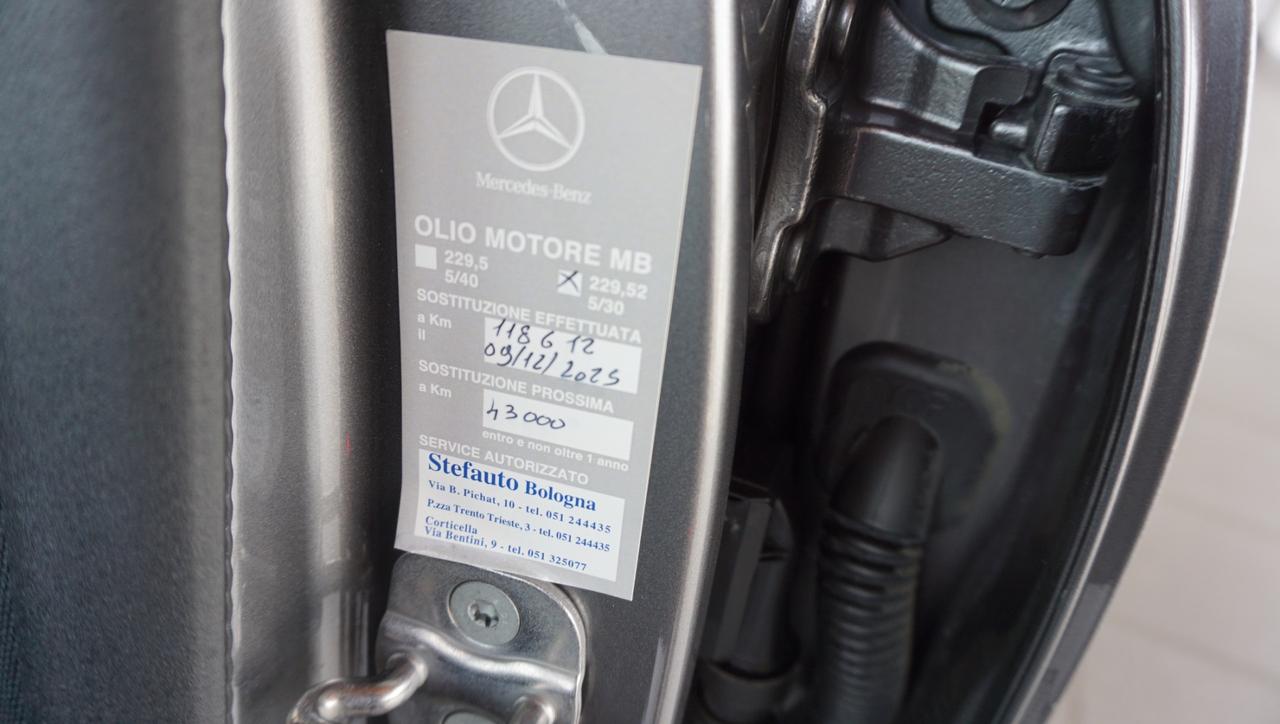 Mercedes-Benz
OLIO MOTORE MB
229,5 229,52
5/40 5/30
SOSTITUZIONE EFFETTUATA
a Km 118612
il 09/12/2025
SOSTITUZIONE PROSSIMA
a Km 43000
entro e non oltre 1 anno
SERVICE AUTORIZZATO
Stefauto Bologna
Via B. Pichat, 10 - tel. 051 244435
P.zza Trento Trieste, 3 - tel. 051 244435
Corticella
Via Bentini, 9 - tel. 051 325077